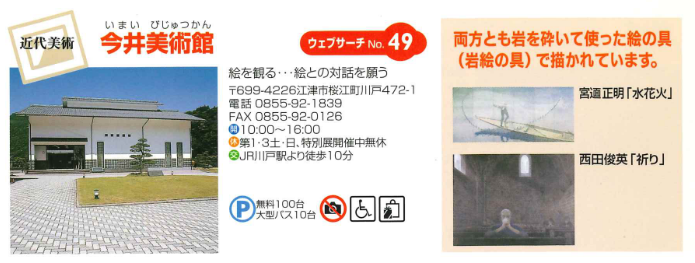 近代美術
いまい びじゅつかん
今井美術館
ウェブサーチ No. 49
絵を観る・・・絵との対話を願う
〒699-4226江津市桜江町川戸472-1
電話 0855-92-1839
FAX 0855-92-0126
開10:00～16:00
休第1・3土・日、特別展開催中無休
交JR川戸駅より徒歩10分
P 無料100台
大型バス10台
両方とも岩を砕いて使った絵の具
（岩絵の具）で描かれています。
宮廽正明「水花火」
西田俊英「祈り」